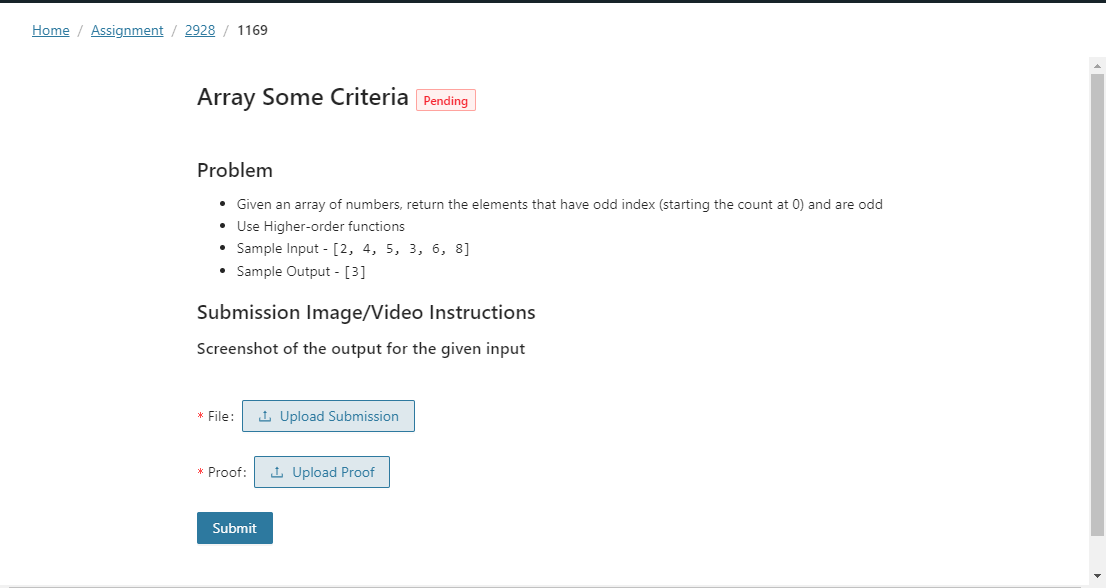 Home / Assignment / 2928 / 1169
Array Some Criteria Pending
Problem
• Given an array of numbers, return the elements that have odd index (starting the count at 0) and are odd
• Use Higher-order functions
• Sample Input - [2, 4, 5, 3, 6, 8]
• Sample Output - [3]
Submission Image/Video Instructions
Screenshot of the output for the given input
* File: Upload Submission
* Proof: Upload Proof
Submit